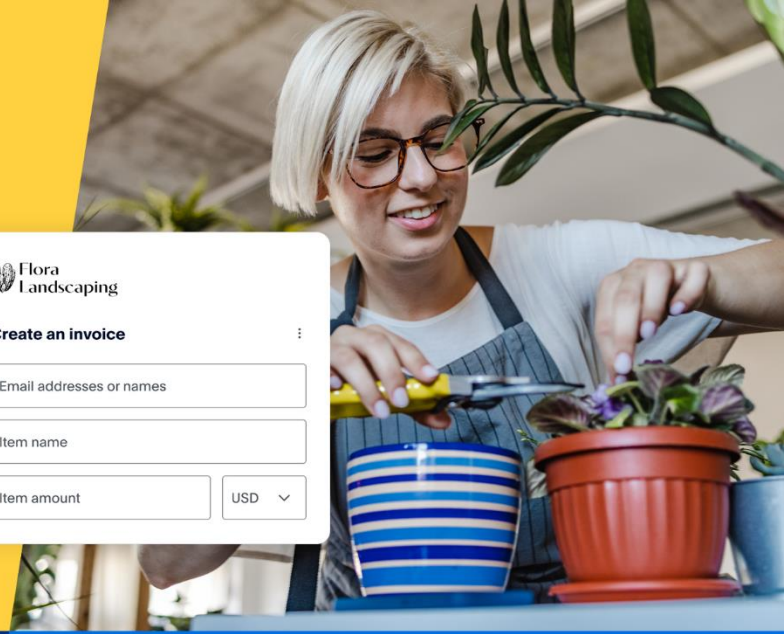 Flora
Landscaping
Create an invoice
Email addresses or names
Item name
Item amount
USD